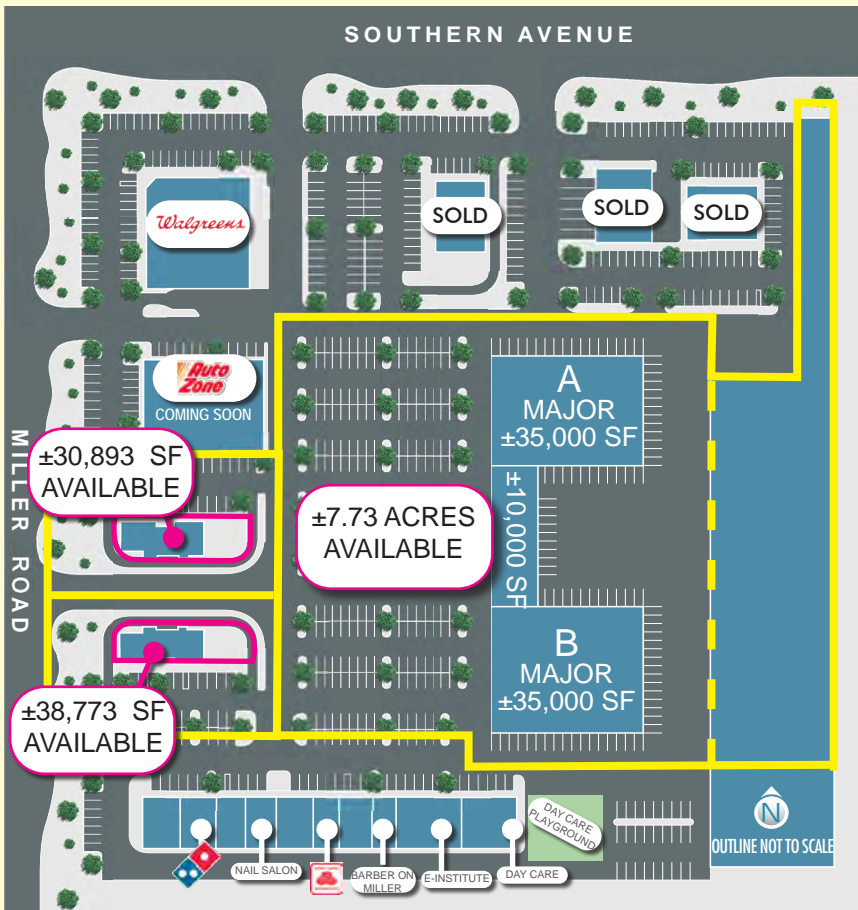 SOUTHERN AVENUE
Walgreens
SOLD
SOLD
SOLD
Auto
Zone
COMING SOON
MILLER ROAD
±30,893 SF
AVAILABLE
±7.73 ACRES
AVAILABLE
A
MAJOR
±35,000 SF
±10,000 SF
B
MAJOR
±35,000 SF
±38,773 SF
AVAILABLE
DAY CARE
PLAYGROUND
N
OUTLINE NOT TO SCALE
NAIL SALON
BARBER ON
MILLER
E-INSTITUTE
DAY CARE